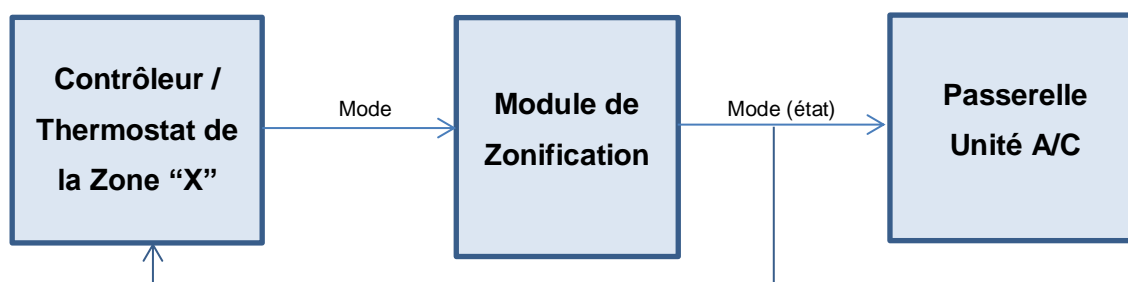 Contrôleur /
Thermostat de
la Zone “X”
Mode
Module de
Zonification
Mode (état)
Passerelle
Unité A/C